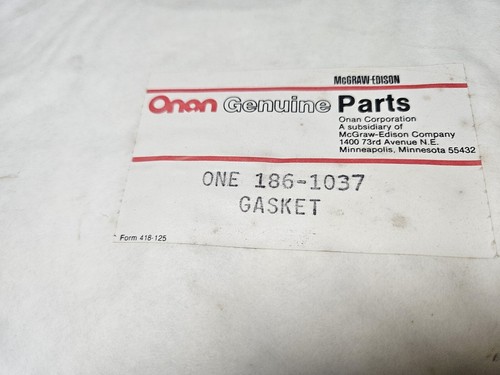 McGRAW-EDISON
Onan Genuine Parts
Onan Corporation
A subsidiary of
McGraw-Edison Company
1400 73rd Avenue N.E.
Minneapolis, Minnesota 55432
ONE 186-1037
GASKET
Form 418-125